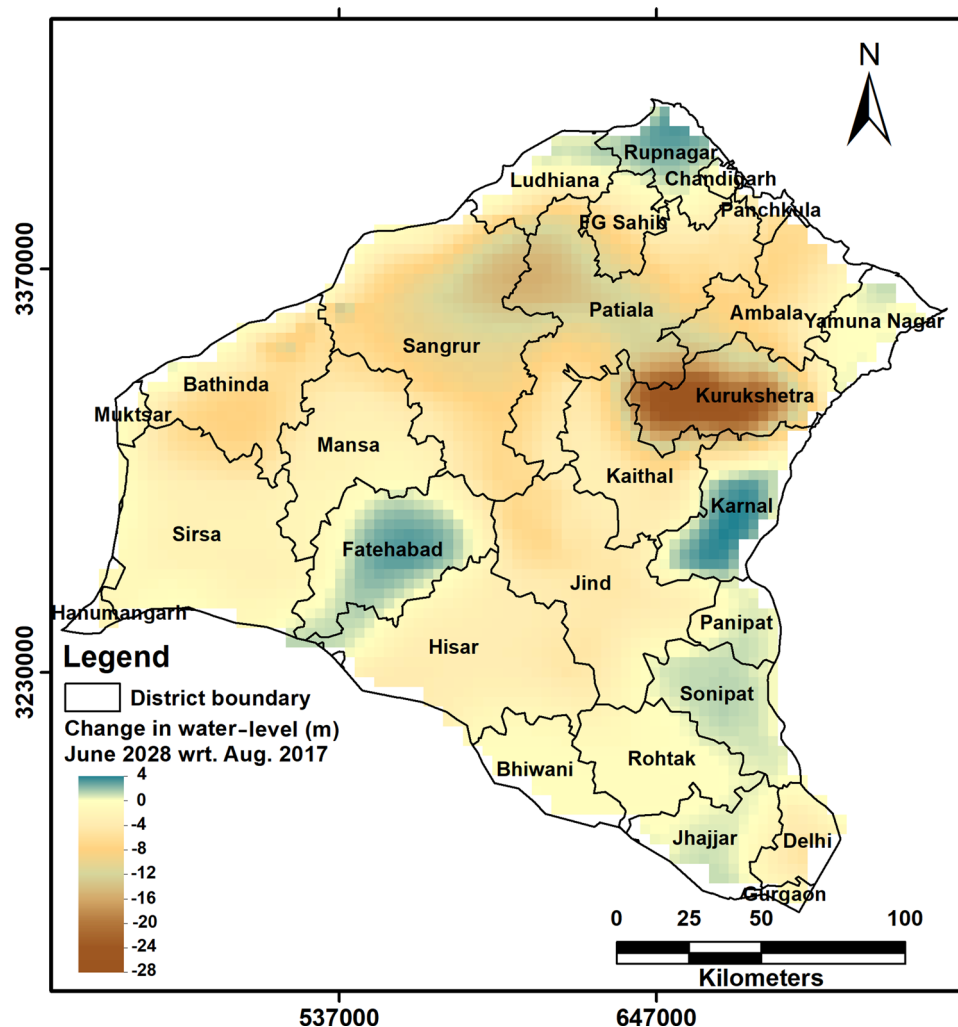 N
Rupnagar
Chandigarh
Ludhiana
Panchkula
FG Sahib
3370000
Patiala
Ambala
Yamuna Nagar
Sangrur
Bathinda
Kurukshetra
Muktsar
Mansa
Kaithal
Karnal
Sirsa
Fatehabad
Jind
Hanumangarh
Panipat
Hisar
Legend
District boundary
Sonipat
3230000
Change in water-level (m)
June 2028 wrt. Aug. 2017
Rohtak
Bhiwani
4
0
-4
-8
-12
-16
-20
-24
-28
Jhajjar
Delhi
Gurgaon
0 25 50 100
Kilometers
537000 647000